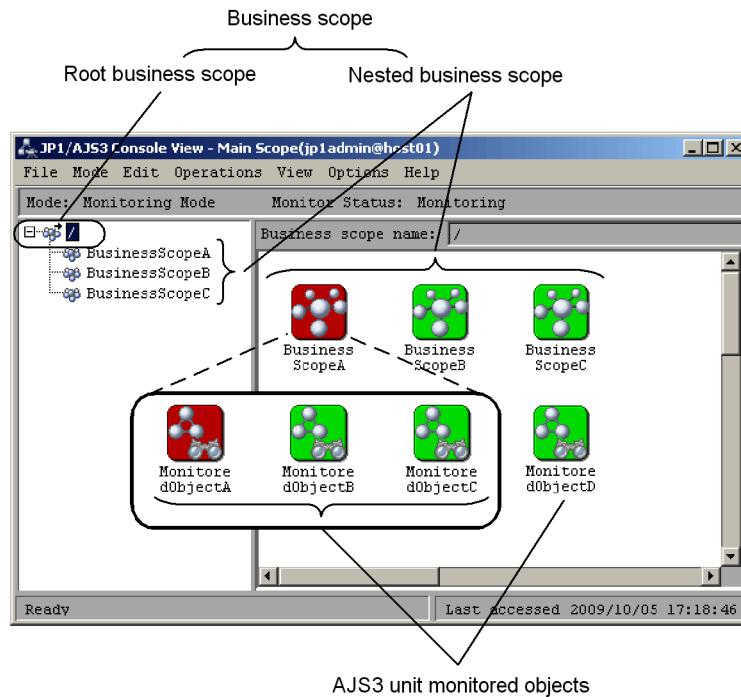 Business scope
Root business scope
Nested business scope
JP1/AJS3 Console View - Main Scope(jp1admin@host01)
File Mode Edit Operations View Options Help
Mode: Monitoring Mode Monitor Status: Monitoring
/
Business scope name: /
BusinessScopeA
BusinessScopeB
BusinessScopeC
Business
ScopeA
Business
ScopeB
Business
ScopeC
Monitore
dObjectA
Monitore
dObjectB
Monitore
dObjectC
Monitore
dObjectD
Ready
Last accessed 2009/10/05 17:18:46
AJS3 unit monitored objects